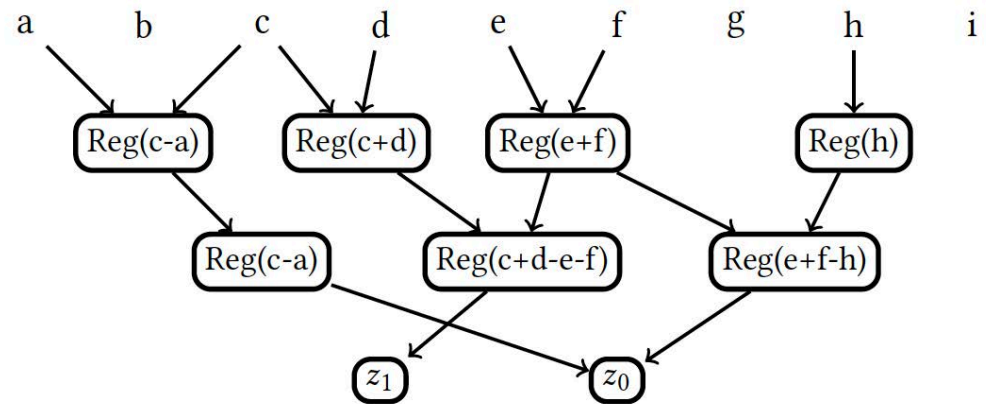 a b c d e f g h i
Reg(c-a) Reg(c+d) Reg(e+f) Reg(h)
Reg(c-a) Reg(c+d-e-f) Reg(e+f-h)
z₁ z₀